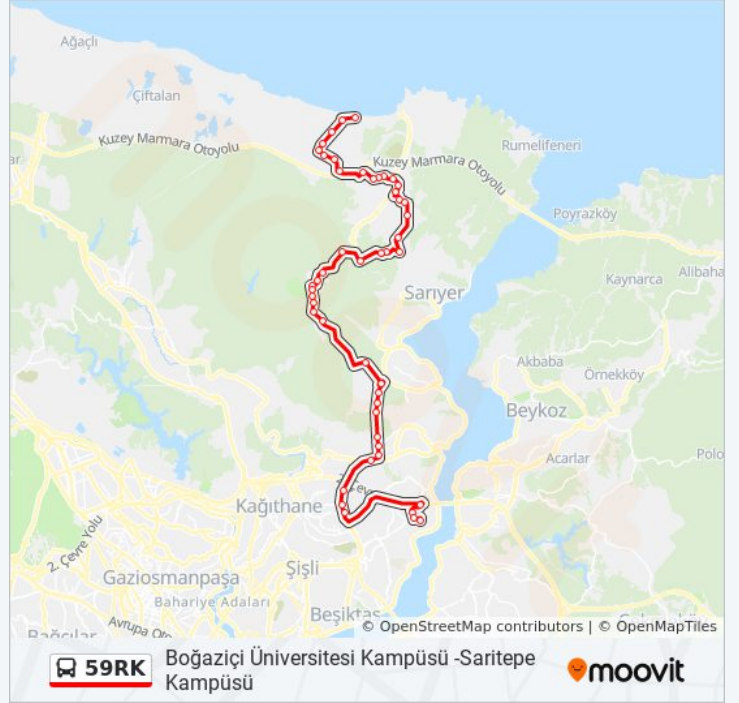 Ağaçlı
Çiftalan
Kuzey Marmara Otoyolu
Rumelifeneri
ar
Kuzey Marmara Otoyolu
Poyrazköy
Alibaha
Kaynarca
Sarıyer
Akbaba
Örnekköy
Beykoz
Acarlar
Polo
Kağıthane
2. Çevre Yolu
Şişli
Gaziosmanpaşa
Bahariye Adaları
Beşiktaş
Avrupa Oto
Bağcılar
© OpenStreetMap contributors | © OpenMapTiles
59RK
Boğaziçi Üniversitesi Kampüsü -Saritepe
Kampüsü
moovit